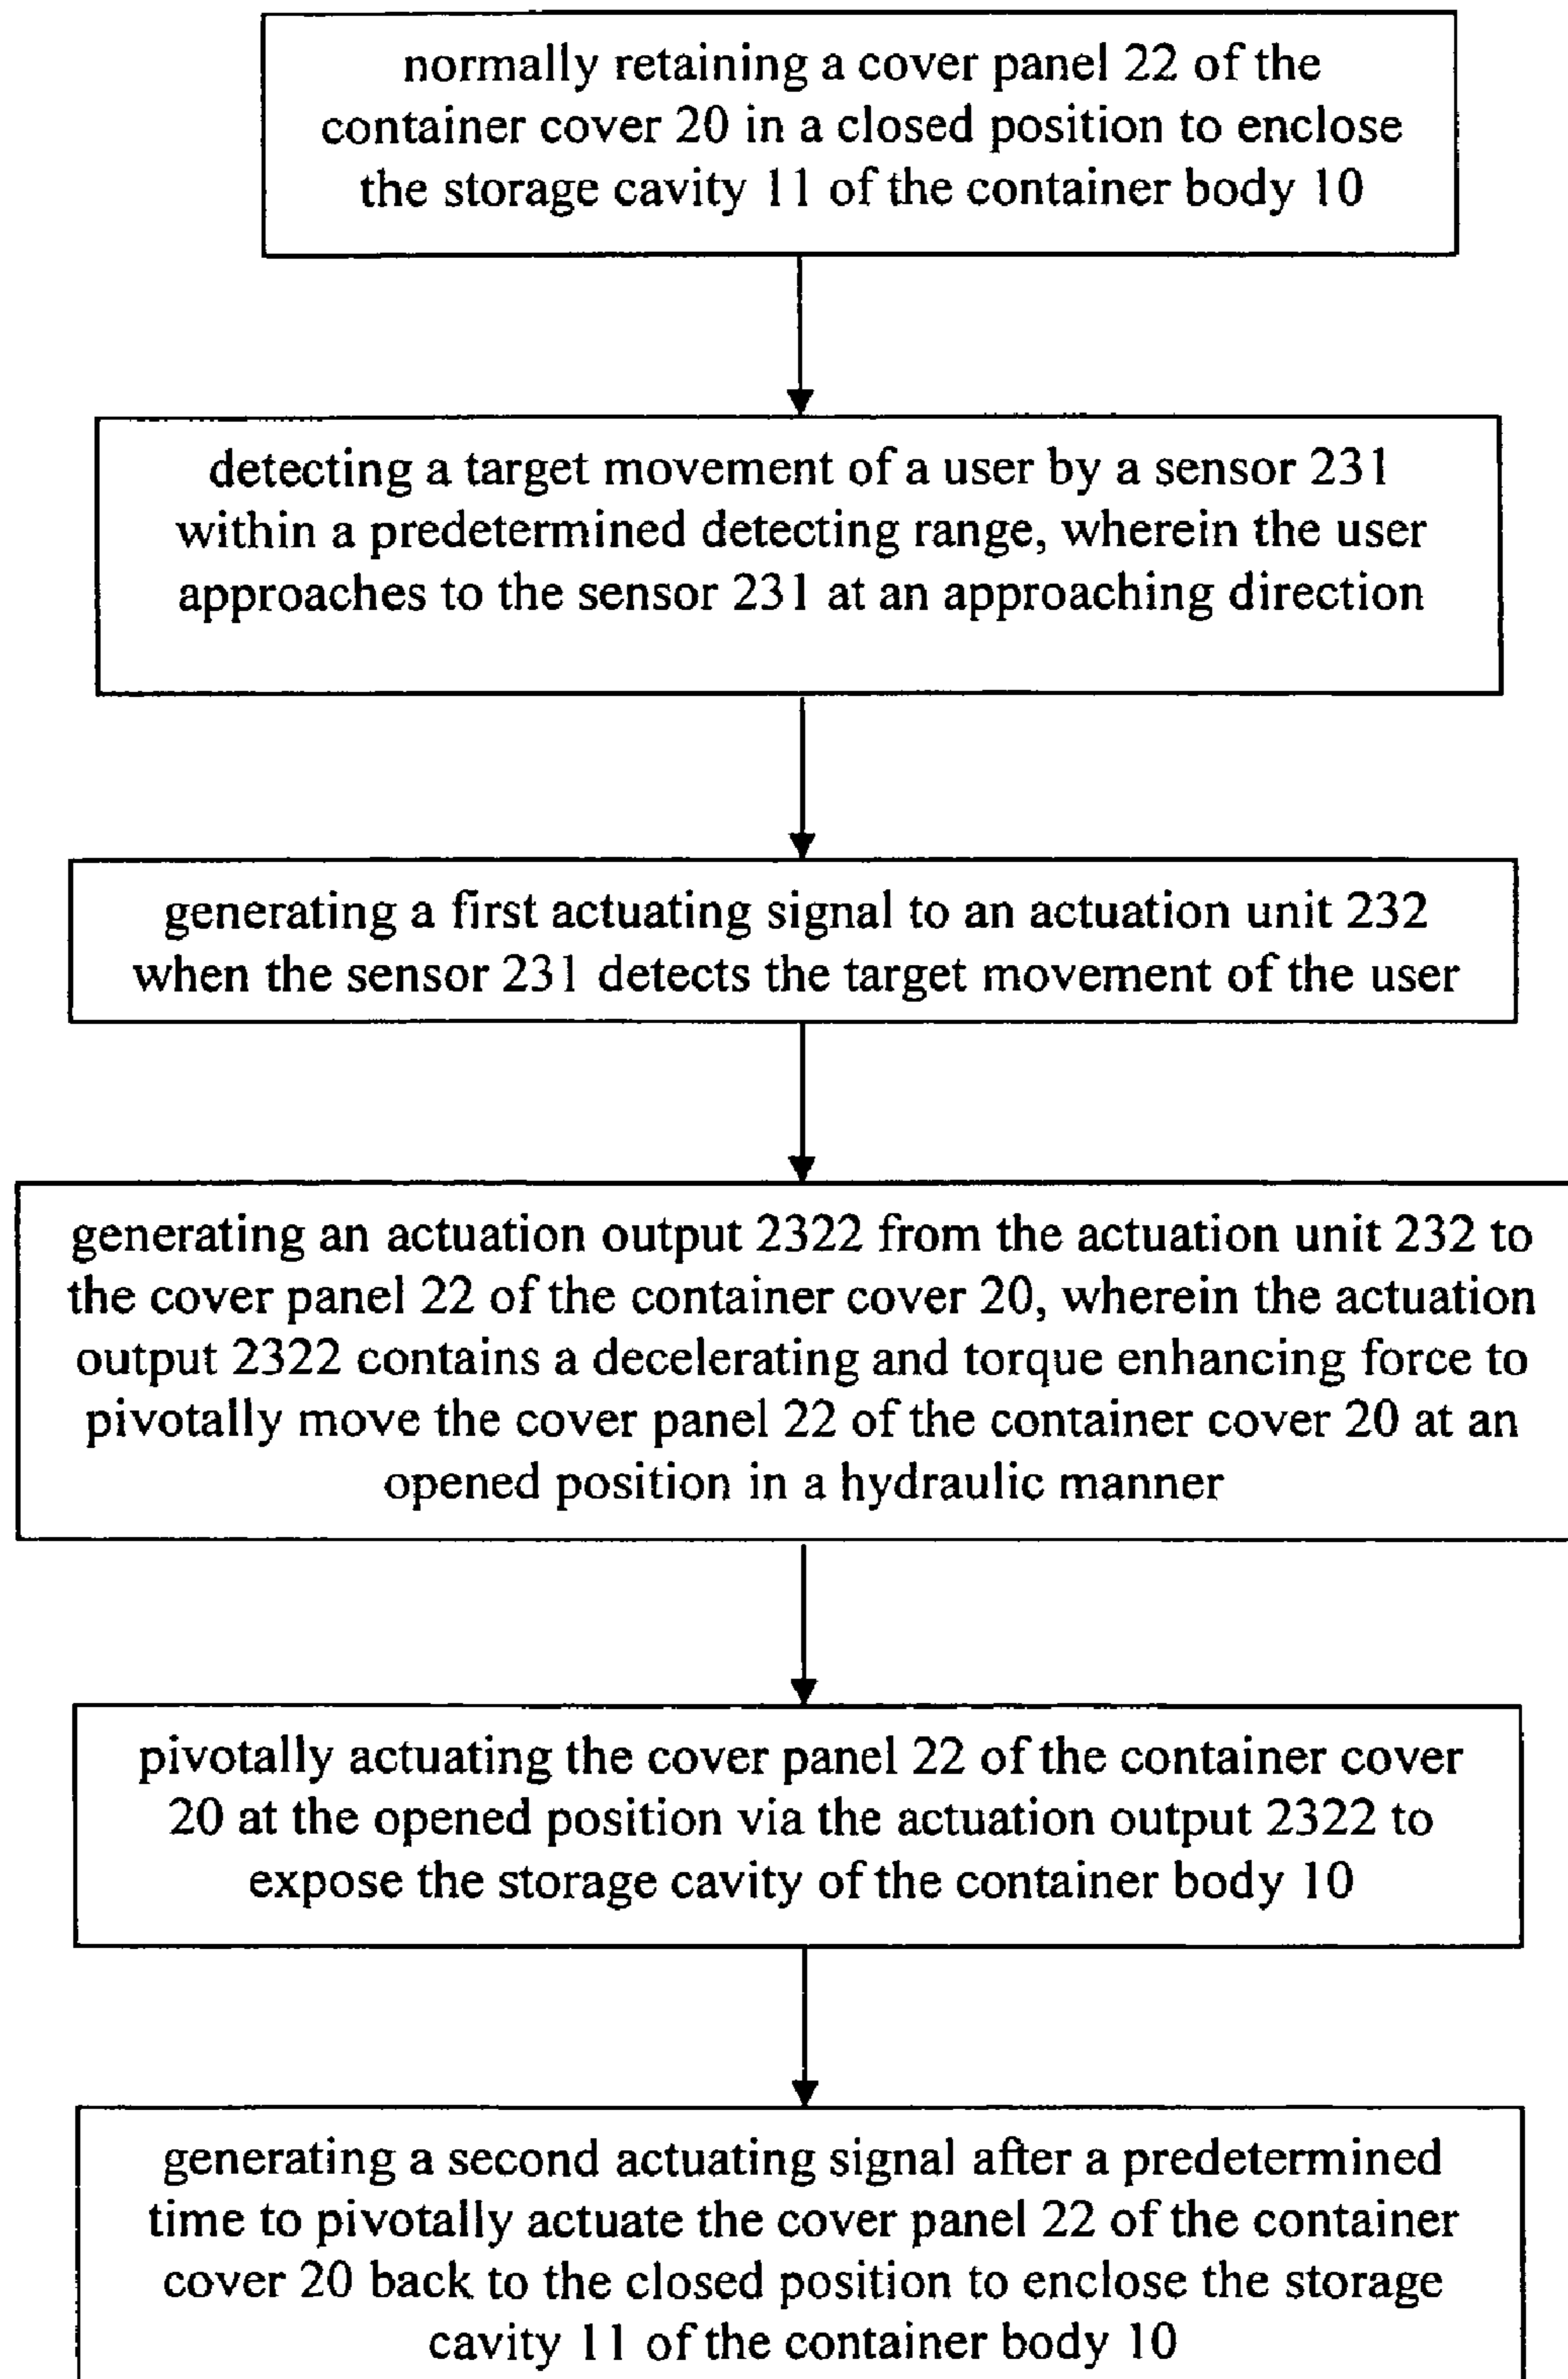 normally retaining a cover panel 22 of the
container cover 20 in a closed position to enclose
the storage cavity 11 of the container body 10
detecting a target movement of a user by a sensor 231
within a predetermined detecting range, wherein the user
approaches to the sensor 231 at an approaching direction
generating a first actuating signal to an actuation unit 232
when the sensor 231 detects the target movement of the user
generating an actuation output 2322 from the actuation unit 232 to
the cover panel 22 of the container cover 20, wherein the actuation
output 2322 contains a decelerating and torque enhancing force to
pivotally move the cover panel 22 of the container cover 20 at an
opened position in a hydraulic manner
pivotally actuating the cover panel 22 of the container cover
20 at the opened position via the actuation output 2322 to
expose the storage cavity of the container body 10
generating a second actuating signal after a predetermined
time to pivotally actuate the cover panel 22 of the container
cover 20 back to the closed position to enclose the storage
cavity 11 of the container body 10